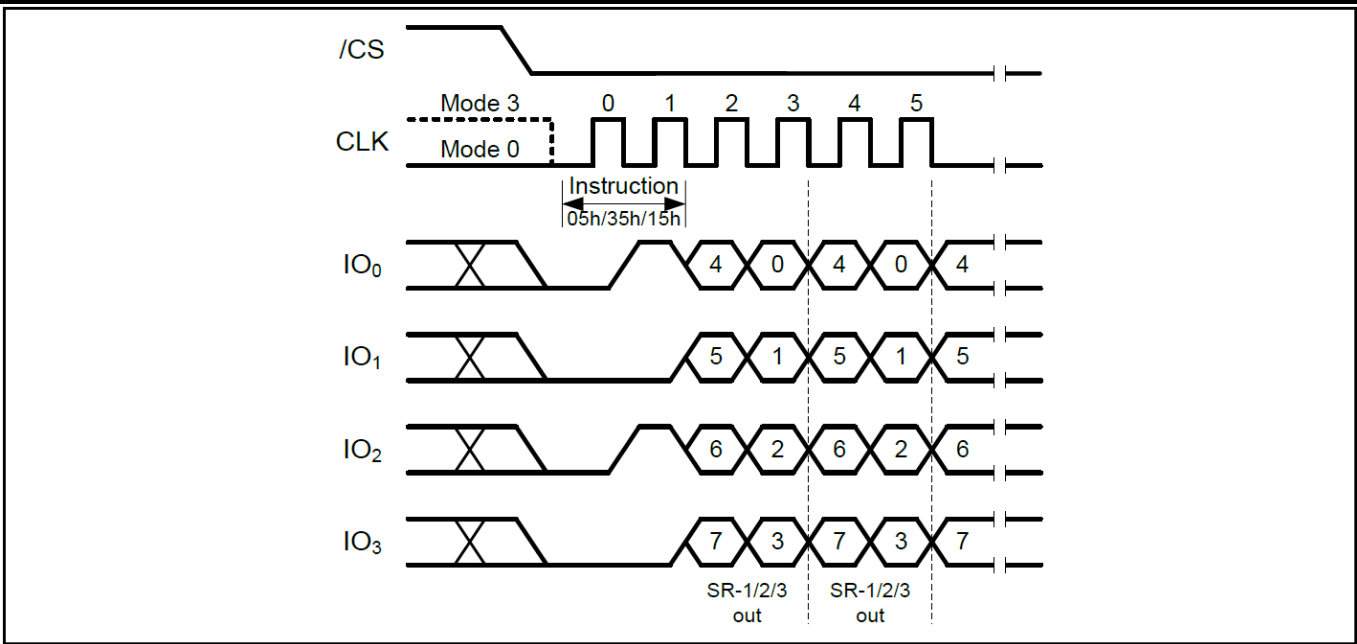 /CS
Mode 3 0 1 2 3 4 5
CLK
Mode 0
Instruction
05h/35h/15h
IO₀ 4 0 4 0 4
IO₁ 5 1 5 1 5
IO₂ 6 2 6 2 6
IO₃ 7 3 7 3 7
SR-1/2/3 SR-1/2/3
out out